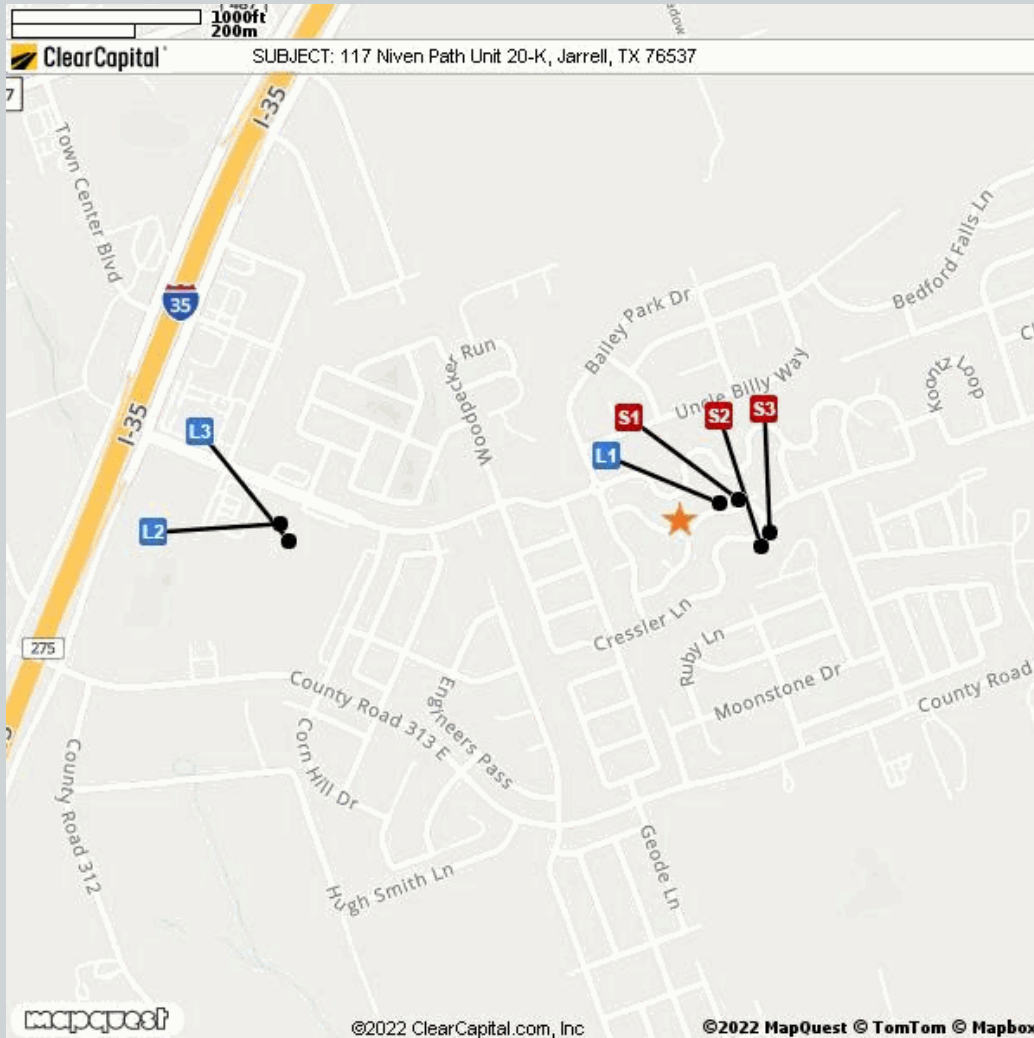 1000ft
200m
ClearCapital
SUBJECT: 117 Niven Path Unit 20-K, Jarrell, TX 76537
7
I-35
Town Center Blvd
35
Bedford Falls Ln
Bailey Park Dr
Woodpecker Run
Uncle Billy Way
Koontz Loop
I-35
L3
S1
S2
S3
L1
L2
275
Cressler Ln
Ruby Ln
Moonstone Dr
County Road
County Road 313 E
Engineers Pass
Corn Hill Dr
County Road 312
Hugh Smith Ln
Geode Ln
mapquest
©2022 ClearCapital.com, Inc
©2022 MapQuest © TomTom © Mapbox